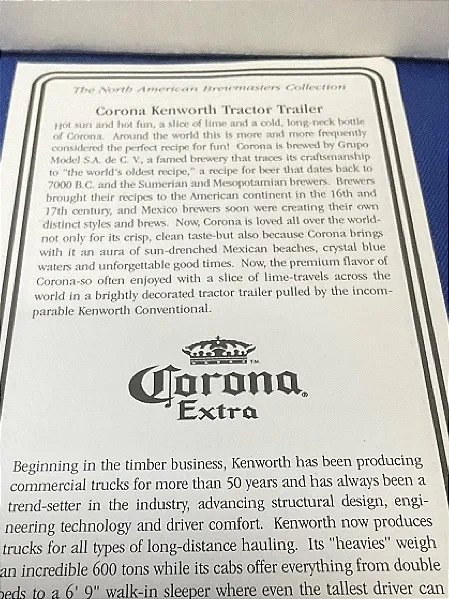 The North American Brewmasters Collection
Corona Kenworth Tractor Trailer
Hot sun and hot fun, a slice of lime and a cold, long-neck bottle
of Corona. Around the world this is more and more frequently
considered the perfect recipe for fun! Corona is brewed by Grupo
Model S.A. de C. V., a famed brewery that traces its craftsmanship
to "the world's oldest recipe," a recipe for beer that dates back to
7000 B.C. and the Sumerian and Mesopotamian brewers. Brewers
brought their recipes to the American continent in the 16th and
17th century, and Mexico brewers soon were creating their own
distinct styles and brews. Now, Corona is loved all over the world-
not only for its crisp, clean taste-but also because Corona brings
with it an aura of sun-drenched Mexican beaches, crystal blue
waters and unforgettable good times. Now, the premium flavor of
Corona-so often enjoyed with a slice of lime-travels across the
world in a brightly decorated tractor trailer pulled by the incom-
parable Kenworth Conventional.
TM.
Corona®
Extra
Beginning in the timber business, Kenworth has been producing
commercial trucks for more than 50 years and has always been a
trend-setter in the industry, advancing structural design, engi-
neering technology and driver comfort. Kenworth now produces
trucks for all types of long-distance hauling. Its "heavies" weigh
an incredible 600 tons while its cabs offer everything from double
beds to a 6' 9" walk-in sleeper where even the tallest driver can